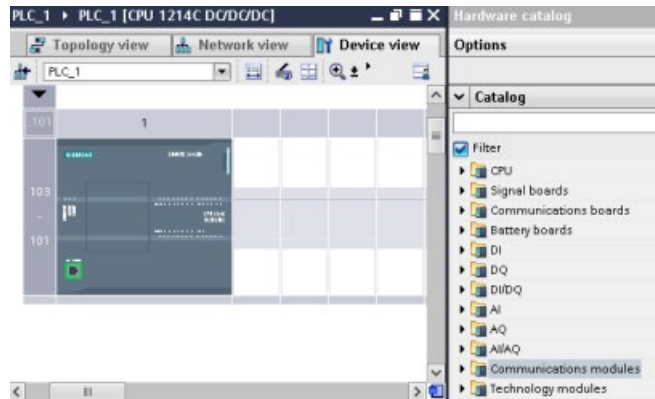 PLC_1 ▸ PLC_1 [CPU 1214C DC/DC/DC]
Topology view
Network view
Device view
PLC_1
101
1
103
-
101
SIEMENS
Hardware catalog
Options
Catalog
Filter
CPU
Signal boards
Communications boards
Battery boards
DI
DQ
DI/DQ
AI
AQ
AI/AQ
Communications modules
Technology modules